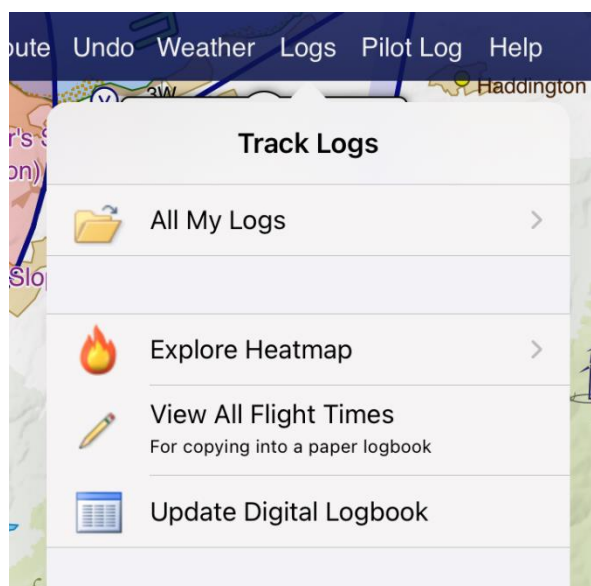 oute Undo Weather Logs Pilot Log Help
3W
Haddington
Track Logs
All My Logs
Explore Heatmap
View All Flight Times
For copying into a paper logbook
Update Digital Logbook